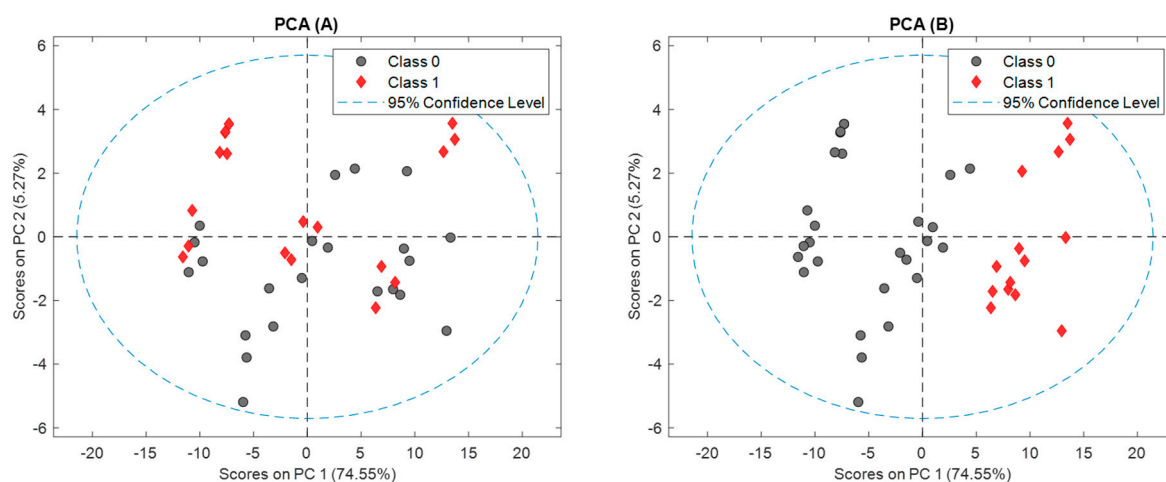 PCA (A)
6
4
2
0
-2
-4
-6
Scores on PC 2 (5.27%)
Class 0
Class 1
95% Confidence Level
-20 -15 -10 -5 0 5 10 15 20
Scores on PC 1 (74.55%)
PCA (B)
6
4
2
0
-2
-4
-6
Scores on PC 2 (5.27%)
Class 0
Class 1
95% Confidence Level
-20 -15 -10 -5 0 5 10 15 20
Scores on PC 1 (74.55%)